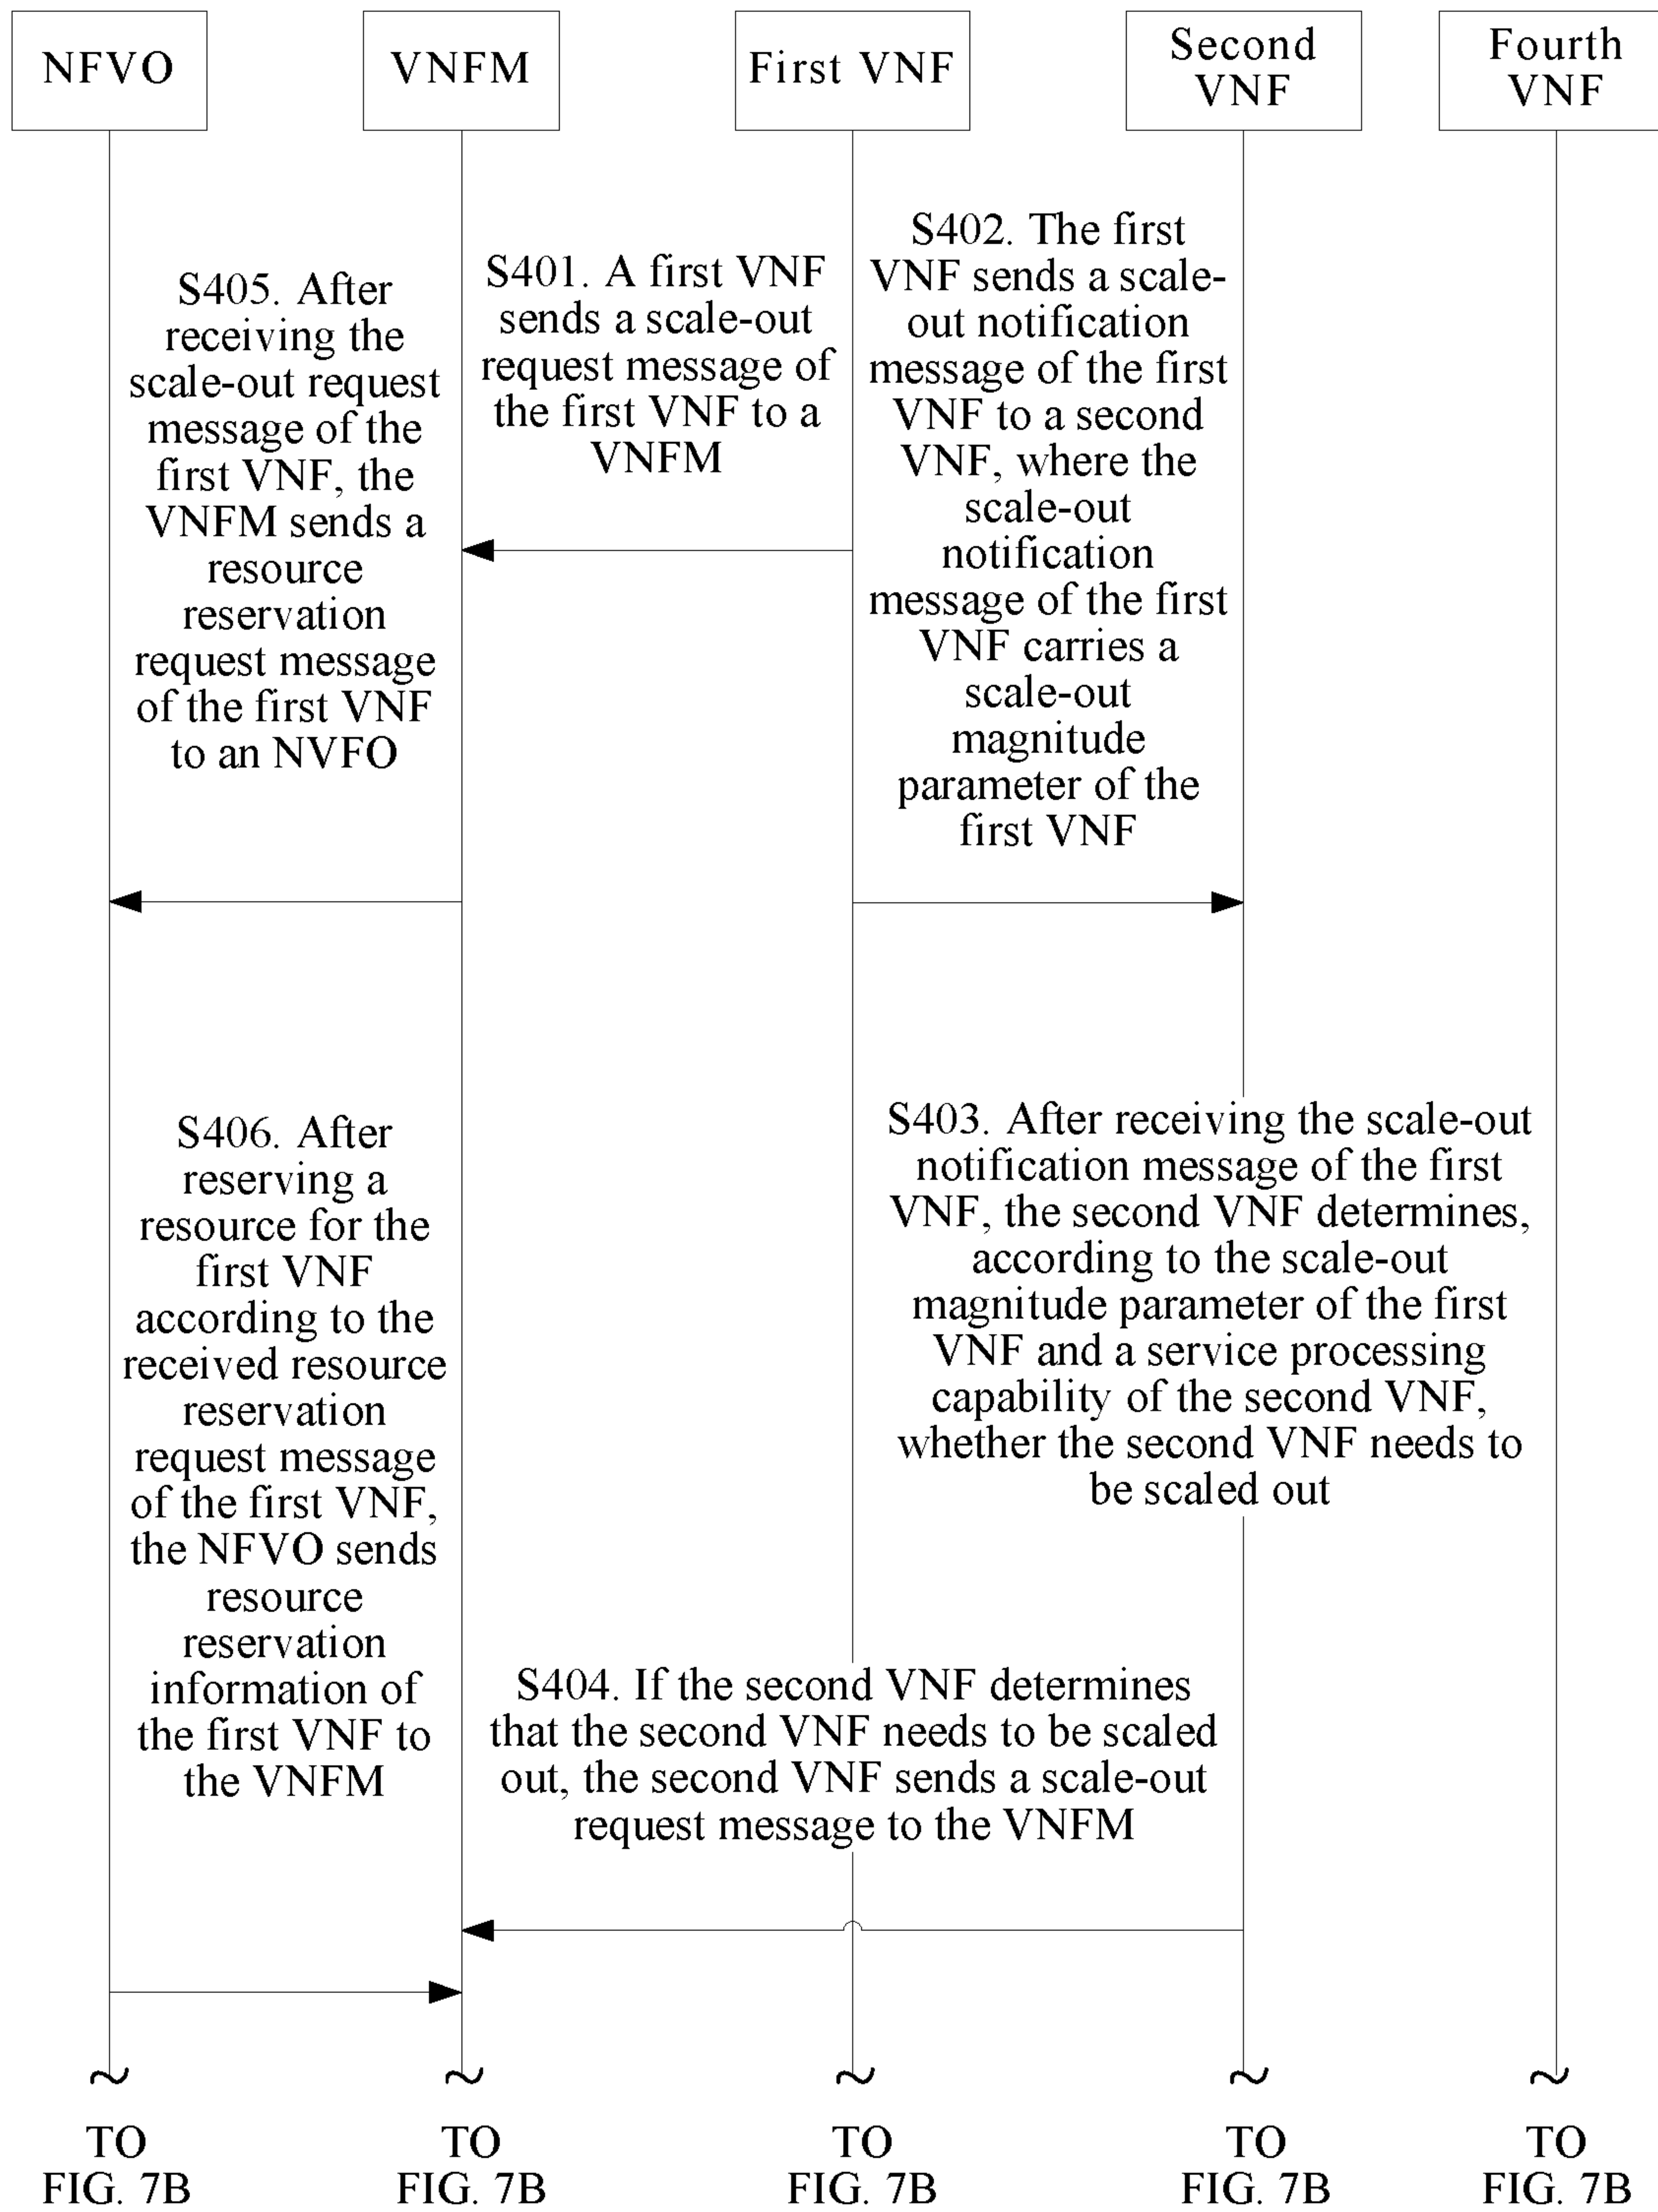 NFVO
VNFM
First VNF
Second
VNF
Fourth
VNF
S405. After
receiving the
scale-out request
message of the
first VNF, the
VNFM sends a
resource
reservation
request message
of the first VNF
to an NVFO
S401. A first VNF
sends a scale-out
request message of
the first VNF to a
VNFM
S402. The first
VNF sends a scale-
out notification
message of the first
VNF to a second
VNF, where the
scale-out
notification
message of the first
VNF carries a
scale-out
magnitude
parameter of the
first VNF
S406. After
reserving a
resource for the
first VNF
according to the
received resource
reservation
request message
of the first VNF,
the NFVO sends
resource
reservation
information of
the first VNF to
the VNFM
S403. After receiving the scale-out
notification message of the first
VNF, the second VNF determines,
according to the scale-out
magnitude parameter of the first
VNF and a service processing
capability of the second VNF,
whether the second VNF needs to
be scaled out
S404. If the second VNF determines
that the second VNF needs to be scaled
out, the second VNF sends a scale-out
request message to the VNFM
TO
FIG. 7B
TO
FIG. 7B
TO
FIG. 7B
TO
FIG. 7B
TO
FIG. 7B